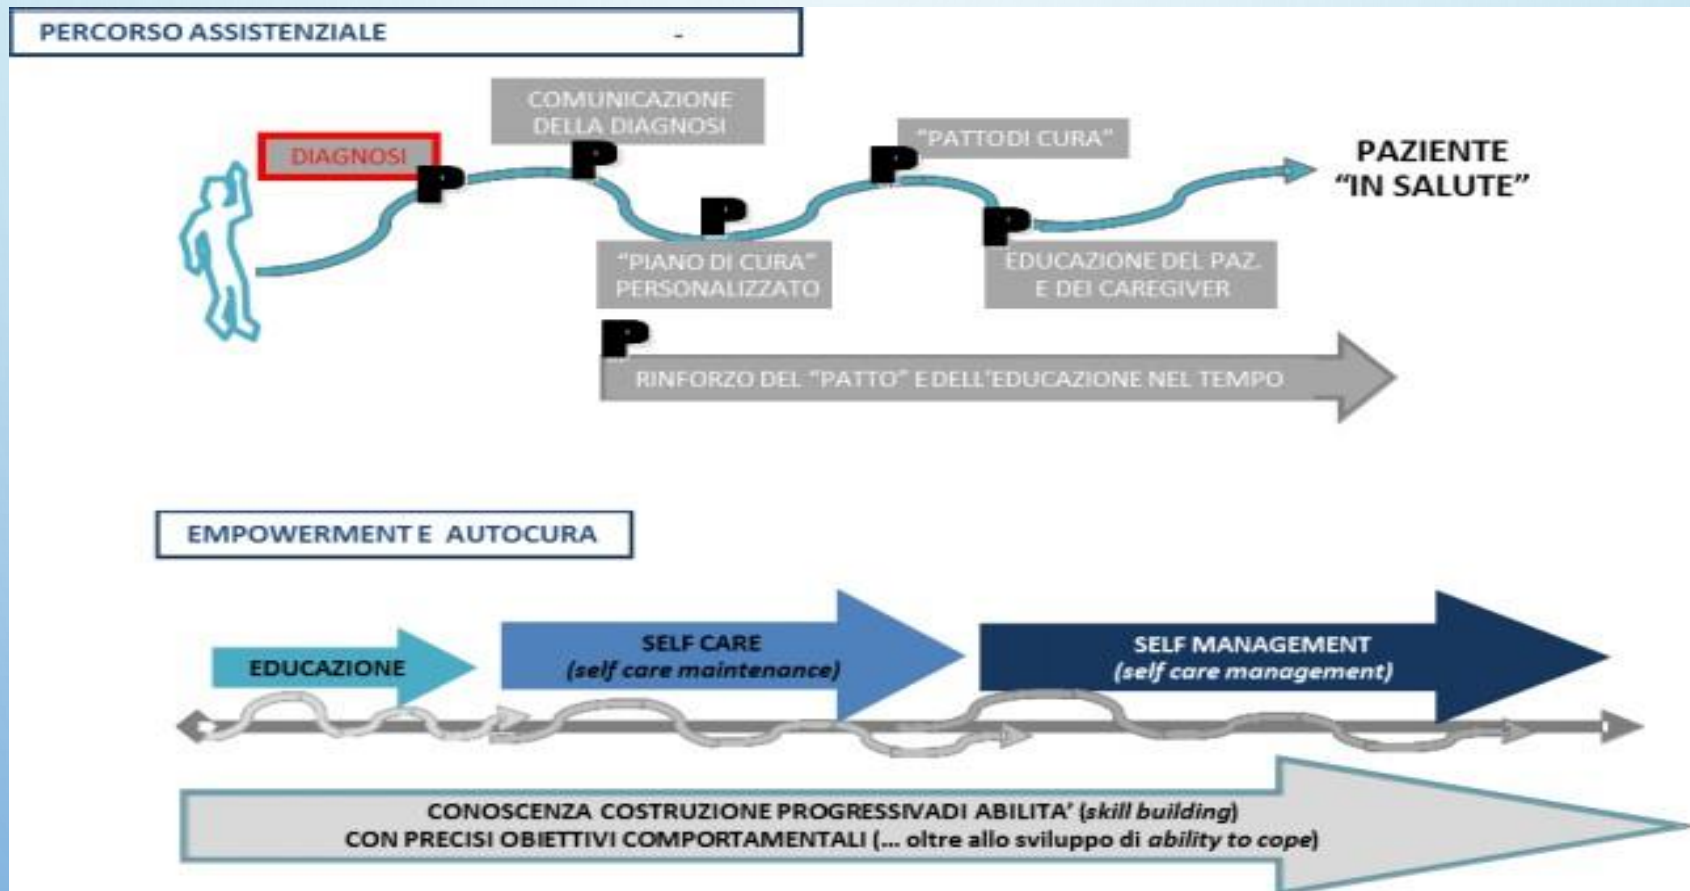 PERCORSO ASSISTENZIALE -
DIAGNOSI
P
COMUNICAZIONE
DELLA DIAGNOSI
P
P
"PIANO DI CURA"
PERSONALIZZATO
"PATTO DI CURA"
P
P
EDUCAZIONE DEL PAZ.
E DEI CAREGIVER
PAZIENTE
"IN SALUTE"
P
RINFORZO DEL "PATTO" E DELL'EDUCAZIONE NEL TEMPO
EMPOWERMENT E AUTOCURA
EDUCAZIONE
SELF CARE
(self care maintenance)
SELF MANAGEMENT
(self care management)
CONOSCENZA COSTRUZIONE PROGRESSIVADI ABILITA' (skill building)
CON PRECISI OBIETTIVI COMPORTAMENTALI (... oltre allo sviluppo di ability to cope)